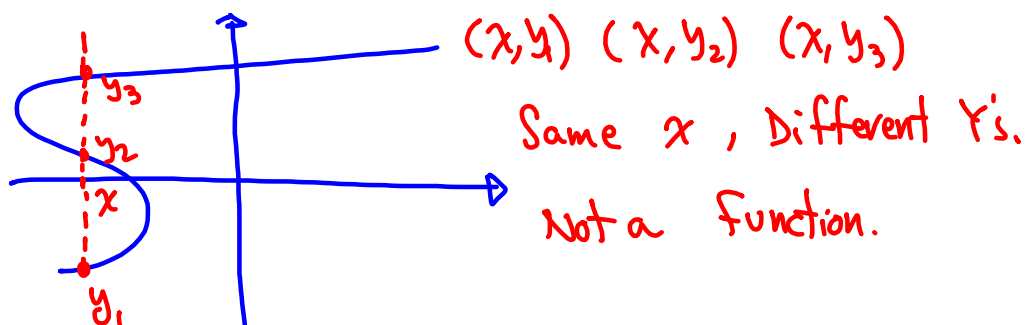 (x,y₁) (x,y₂) (x,y₃)
y₃
Same x, Different Y's.
y₂
x
Not a function.
y₁